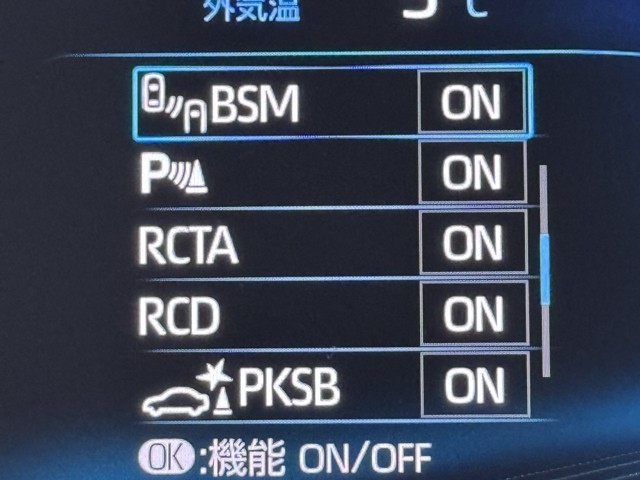 外気温 ℃
BSM ON
P ON
RCTA ON
RCD ON
PKSB ON
OK:機能 ON/OFF